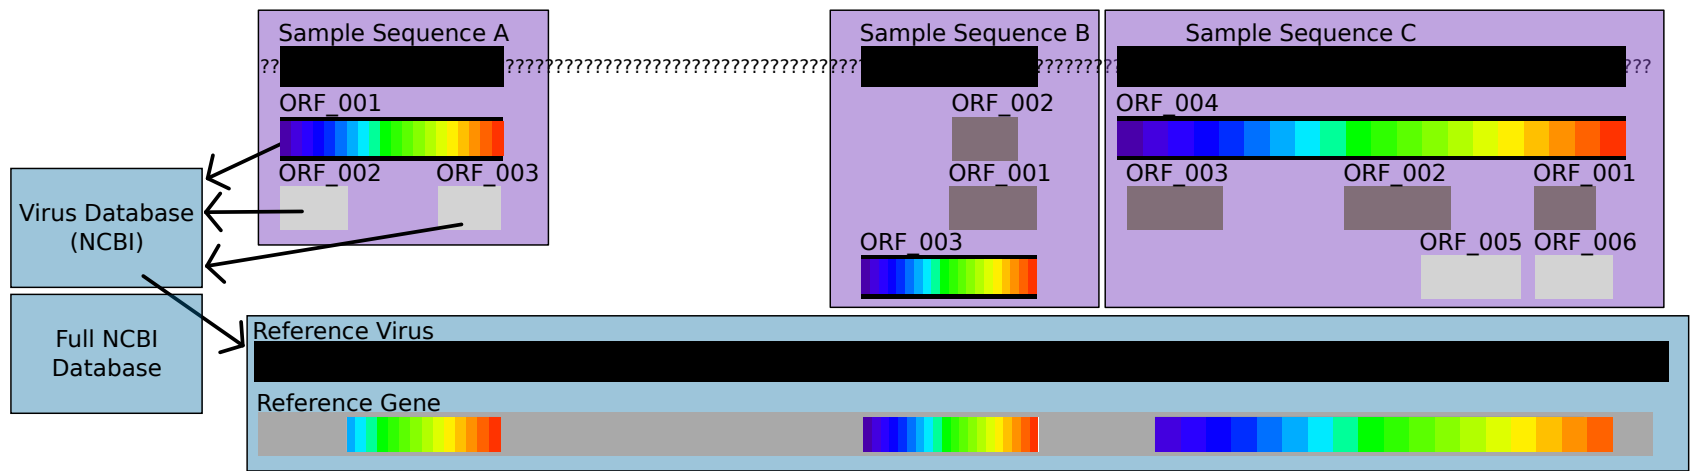 Sample Sequence A
Sample Sequence B
Sample Sequence C
?????????????????????????????????????????????????
ORF_001
ORF_002
ORF_004
ORF_002
ORF_003
ORF_001
ORF_003
ORF_002
ORF_001
Virus Database
(NCBI)
ORF_003
ORF_005
ORF_006
Full NCBI
Database
Reference Virus
Reference Gene